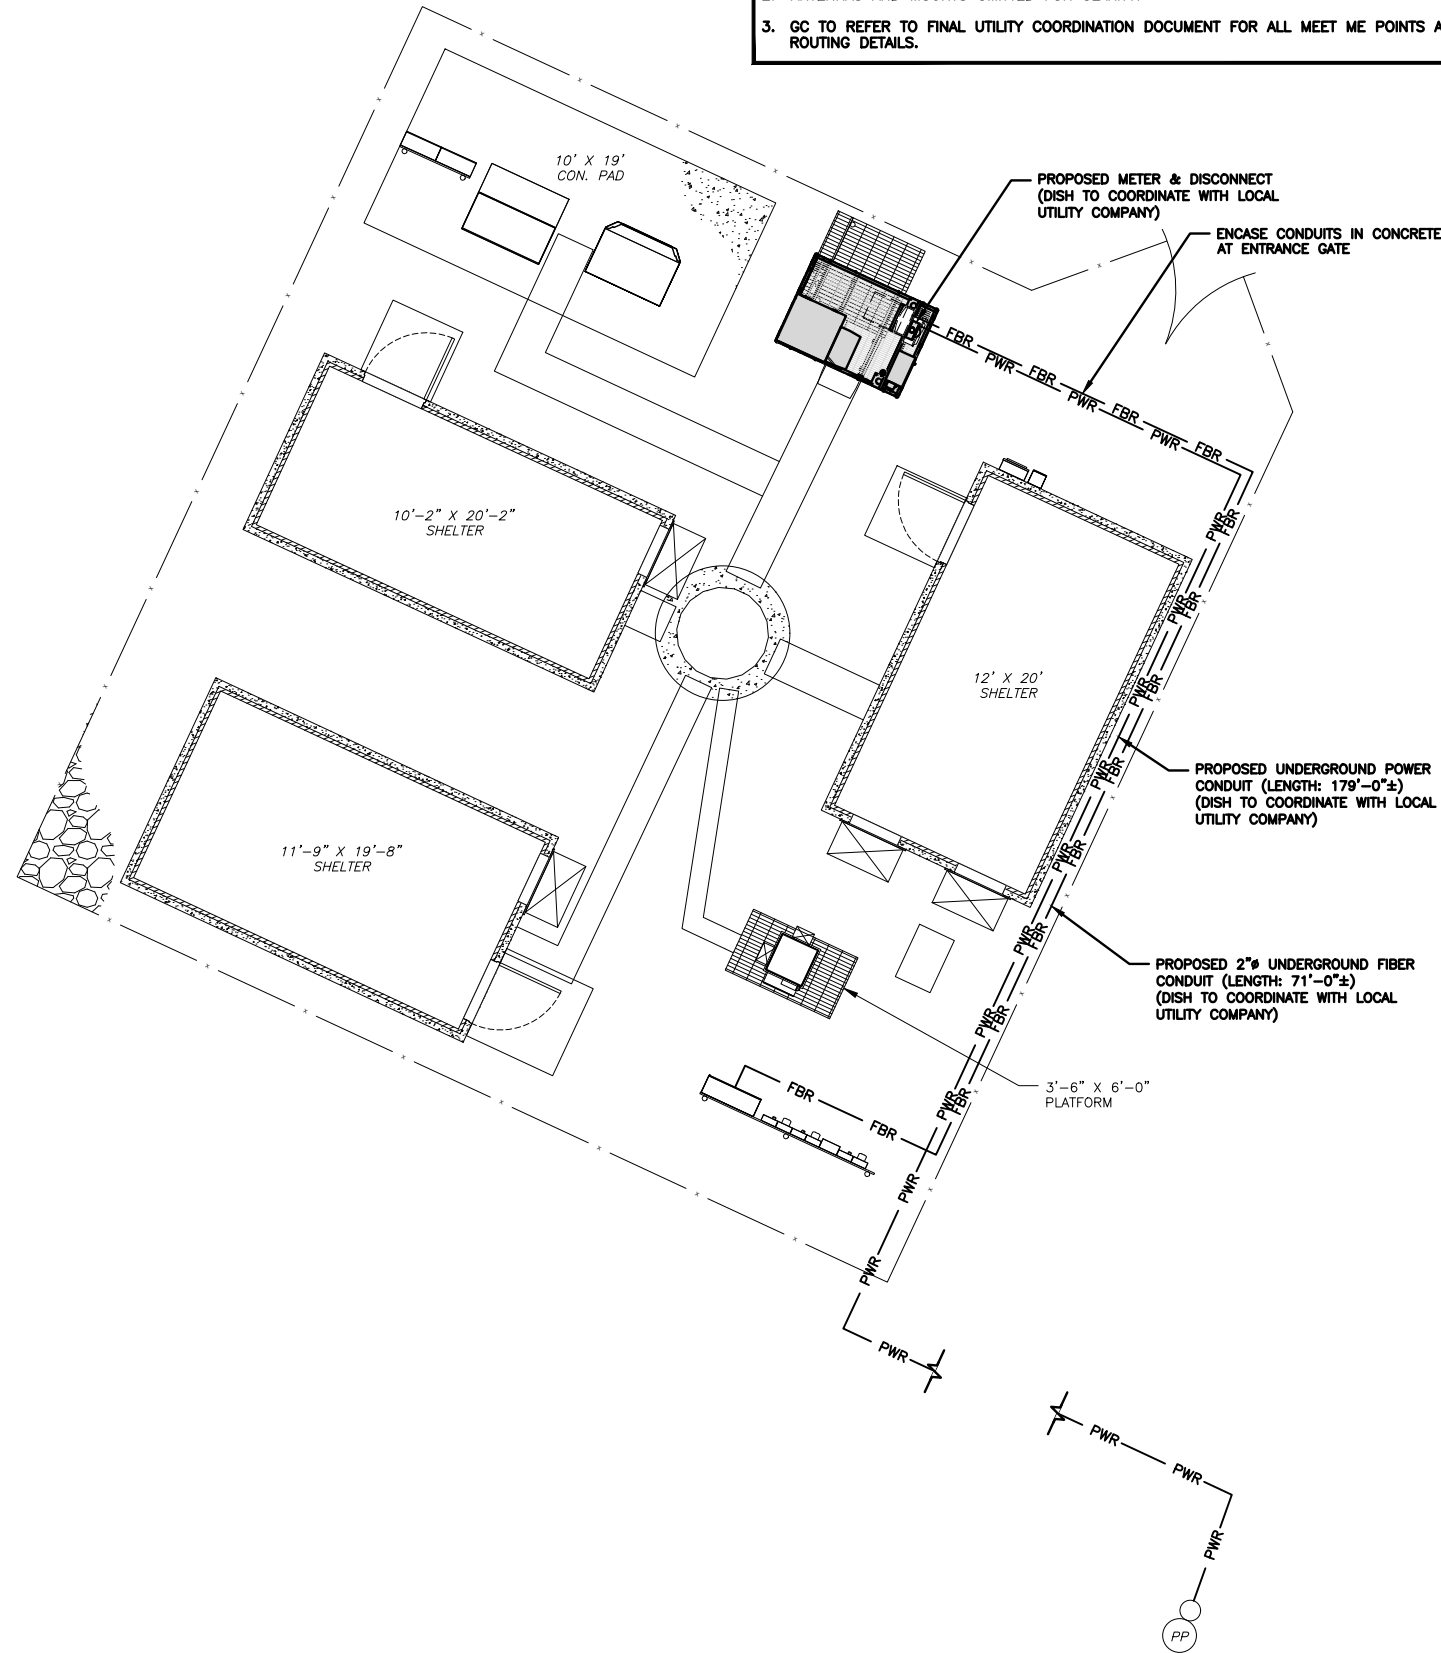 3. GC TO REFER TO FINAL UTILITY COORDINATION DOCUMENT FOR ALL MEET ME POINTS
ROUTING DETAILS.
10' X 19'
CON. PAD
PROPOSED METER & DISCONNECT
(DISH TO COORDINATE WITH LOCAL
UTILITY COMPANY)
ENCASE CONDUITS IN CONCRETE
AT ENTRANCE GATE
FBR
PWR
FBR
PWR
FBR
PWR
FBR
10'-2" X 20'-2"
SHELTER
PWR
FBR
PWR
FBR
12' X 20'
SHELTER
PWR
FBR
PROPOSED UNDERGROUND POWER
CONDUIT (LENGTH: 179'-0"±)
(DISH TO COORDINATE WITH LOCAL
UTILITY COMPANY)
PWR
FBR
11'-9" X 19'-8"
SHELTER
PWR
FBR
PWR
FBR
PROPOSED 2"ø UNDERGROUND FIBER
CONDUIT (LENGTH: 71'-0"±)
(DISH TO COORDINATE WITH LOCAL
UTILITY COMPANY)
PWR
FBR
3'-6" X 6'-0"
PLATFORM
FBR
FBR
PWR
FBR
PWR
PWR
PWR
PWR
PWR
PWR
PP